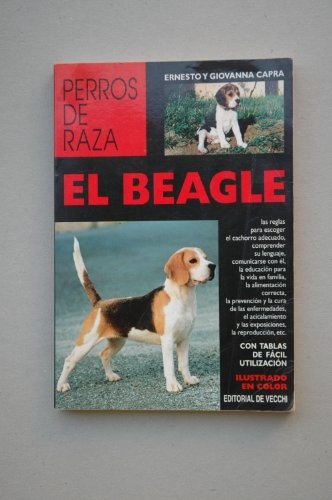 ERNESTO Y GIOVANNA CAPRA
PERROS
DE
RAZA
EL BEAGLE
las reglas
para escoger
el cachorro adecuado,
comprender
su lenguaje,
comunicarse con él,
la educación para
la vida en familia,
la alimentación
correcta,
la prevención y la cura
de las enfermedades,
el acicalamiento
y las exposiciones,
la reproducción, etc.
CON TABLAS
DE FÁCIL
UTILIZACIÓN
ILUSTRADO
EN COLOR
EDITORIAL DE VECCHI